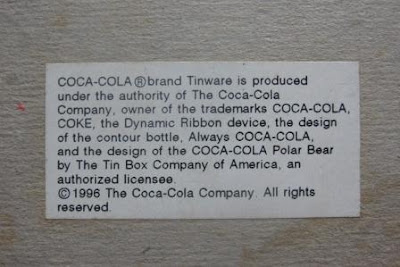 COCA-COLA®brand Tinware is produced
under the authority of The Coca-Cola
Company, owner of the trademarks COCA-COLA,
COKE, the Dynamic Ribbon device, the design
of the contour bottle, Always COCA-COLA,
and the design of the COCA-COLA Polar Bear
by The Tin Box Company of America, an
authorized licensee.
©1996 The Coca-Cola Company. All rights
reserved.